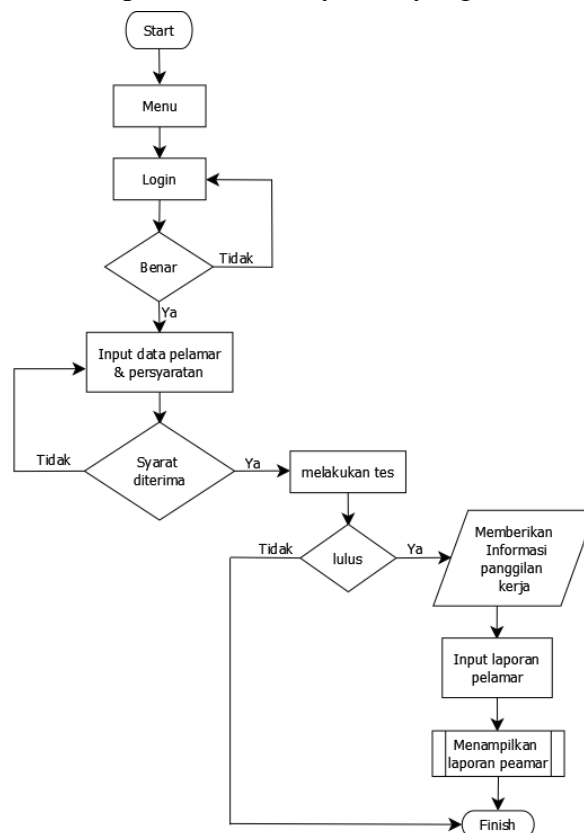 Start
Menu
Login
Benar
Tidak
Ya
Input data pelamar
& persyaratan
Tidak
Syarat
diterima
Ya
melakukan tes
Tidak
lulus
Ya
Memberikan
Informasi
panggilan
kerja
Input laporan
pelamar
Menampilkan
laporan peamar
Finish